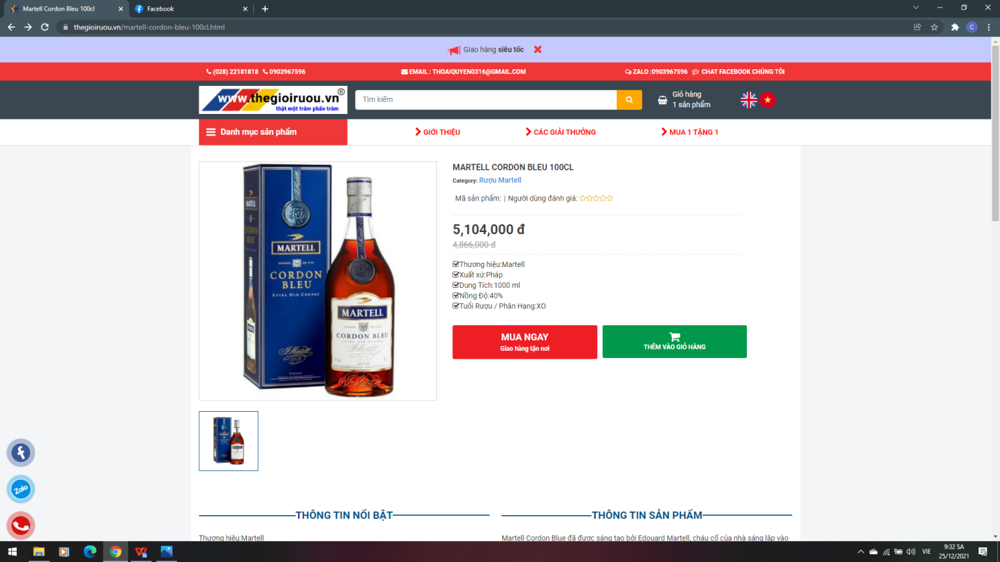 Martell Cordon Bleu 100cl
Facebook
thegioiruou.vn/martell-cordon-bleu-100cl.html
Giao hàng siêu tốc
(028) 22181818 0903967596
EMAIL : THOAIQUYEN0316@GMAIL.COM
ZALO :0903967596 CHAT FACEBOOK CHÚNG TÔI
www.thegioiruou.vn®
thật một trăm phần trăm
Tìm kiếm
Giỏ hàng
1 sản phẩm
Danh mục sản phẩm
GIỚI THIỆU
CÁC GIẢI THƯỞNG
MUA 1 TẶNG 1
MARTELL
CORDON
BLEU
EXTRA OLD COGNAC
COGNAC
MARTELL
CORDON BLEU
MARTELL CORDON BLEU 100CL
Category: Rượu Martell
Mã sản phẩm: | Người dùng đánh giá:
5,104,000 đ
4,866,000 đ
Thương hiệu:Martell
Xuất xứ:Pháp
Dung Tích:1000 ml
Nồng Độ:40%
Tuổi Rượu / Phân Hạng:XO
MUA NGAY
Giao hàng tận nơi
THÊM VÀO GIỎ HÀNG
Zalo
THÔNG TIN NỔI BẬT
THÔNG TIN SẢN PHẨM
Thương hiệu:Martell
Martell Cordon Blue đã được sáng tạo bởi Edouard Martell, cháu cố của nhà sáng lập vào
VIE
9:32 SA
25/12/2021